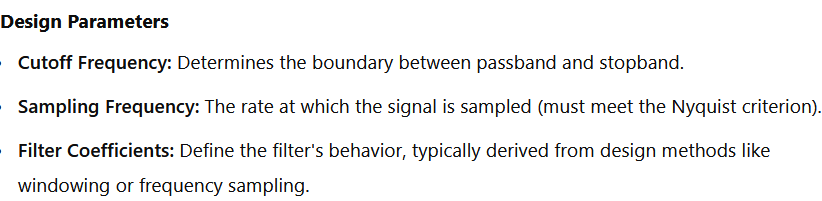 Design Parameters
• Cutoff Frequency: Determines the boundary between passband and stopband.
• Sampling Frequency: The rate at which the signal is sampled (must meet the Nyquist criterion).
• Filter Coefficients: Define the filter's behavior, typically derived from design methods like
windowing or frequency sampling.